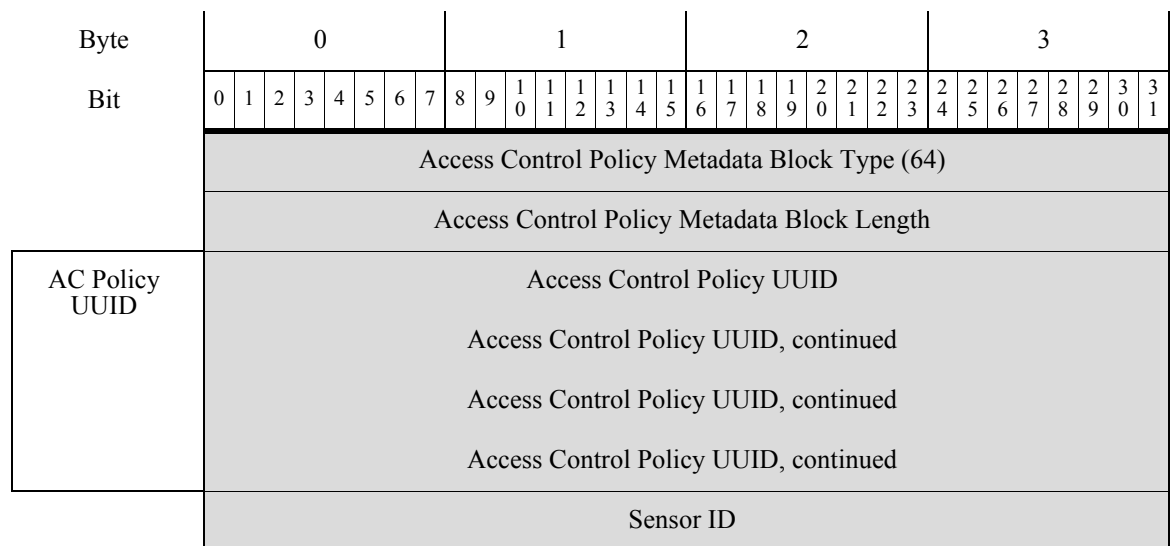 Byte 0 1 2 3
Bit 0 1 2 3 4 5 6 7 8 9 10 11 12 13 14 15 16 17 18 19 20 21 22 23 24 25 26 27 28 29 30 31
Access Control Policy Metadata Block Type (64)
Access Control Policy Metadata Block Length
AC Policy
UUID
Access Control Policy UUID
Access Control Policy UUID, continued
Access Control Policy UUID, continued
Access Control Policy UUID, continued
Sensor ID